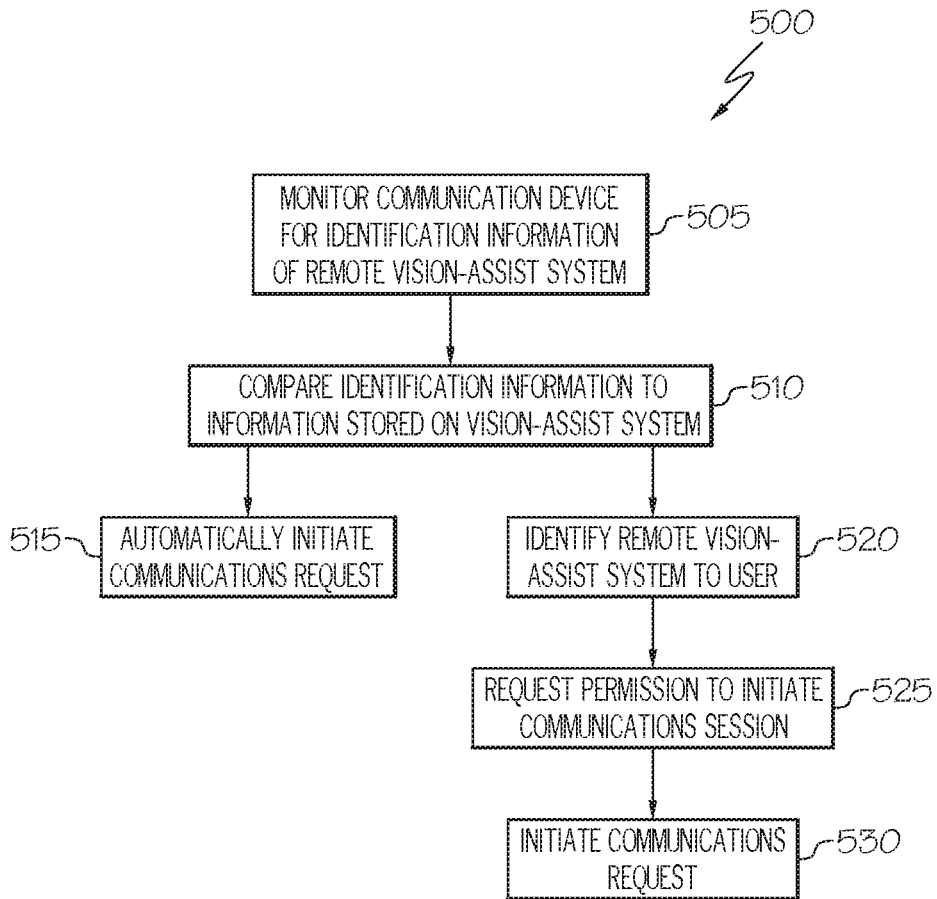 500
MONITOR COMMUNICATION DEVICE
FOR IDENTIFICATION INFORMATION
OF REMOTE VISION-ASSIST SYSTEM
505
COMPARE IDENTIFICATION INFORMATION TO
INFORMATION STORED ON VISION-ASSIST SYSTEM
510
515
AUTOMATICALLY INITIATE
COMMUNICATIONS REQUEST
IDENTIFY REMOTE VISION-
ASSIST SYSTEM TO USER
520
REQUEST PERMISSION TO INITIATE
COMMUNICATIONS SESSION
525
INITIATE COMMUNICATIONS
REQUEST
530